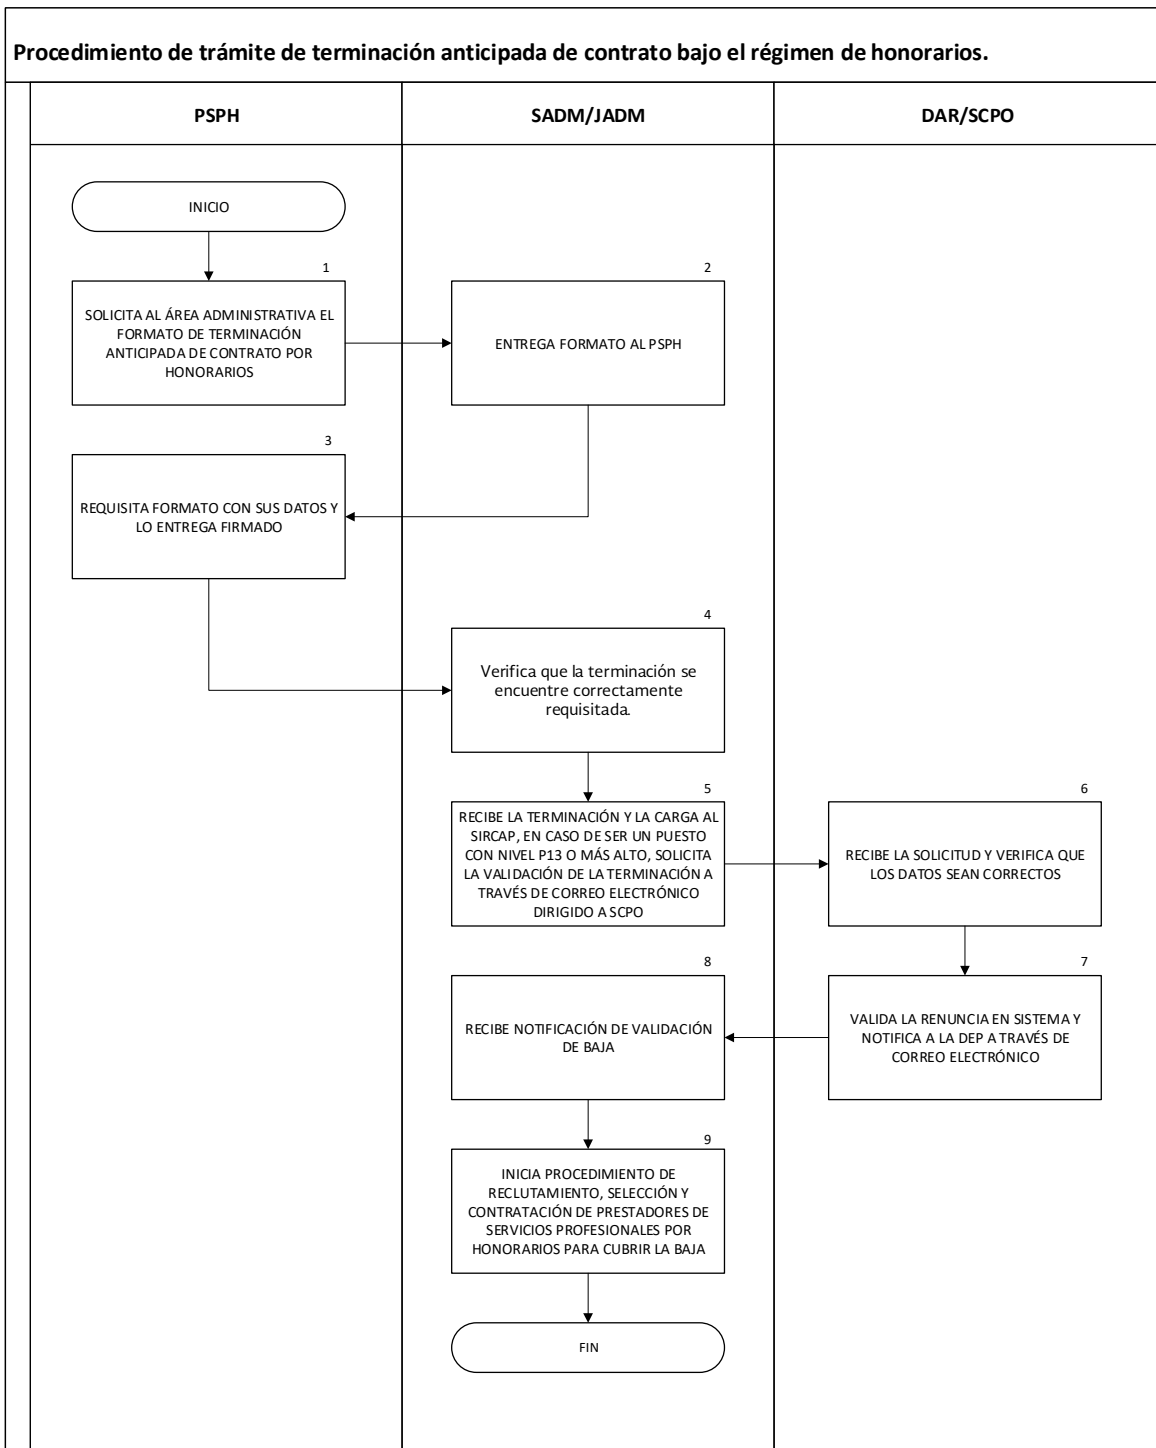 Procedimiento de trámite de terminación anticipada de contrato bajo el régimen de honorarios.
PSPH
SADM/JADM
DAR/SCPO
INICIO
1
SOLICITA AL ÁREA ADMINISTRATIVA EL
FORMATO DE TERMINACIÓN
ANTICIPADA DE CONTRATO POR
HONORARIOS
2
ENTREGA FORMATO AL PSPH
3
REQUISITA FORMATO CON SUS DATOS Y
LO ENTREGA FIRMADO
4
Verifica que la terminación se
encuentre correctamente
requisitada.
5
RECIBE LA TERMINACIÓN Y LA CARGA AL
SIRCAP, EN CASO DE SER UN PUESTO
CON NIVEL P13 O MÁS ALTO, SOLICITA
LA VALIDACIÓN DE LA TERMINACIÓN A
TRAVÉS DE CORREO ELECTRÓNICO
DIRIGIDO A SCPO
6
RECIBE LA SOLICITUD Y VERIFICA QUE
LOS DATOS SEAN CORRECTOS
7
VALIDA LA RENUNCIA EN SISTEMA Y
NOTIFICA A LA DEP A TRAVÉS DE
CORREO ELECTRÓNICO
8
RECIBE NOTIFICACIÓN DE VALIDACIÓN
DE BAJA
9
INICIA PROCEDIMIENTO DE
RECLUTAMIENTO, SELECCIÓN Y
CONTRATACIÓN DE PRESTADORES DE
SERVICIOS PROFESIONALES POR
HONORARIOS PARA CUBRIR LA BAJA
FIN